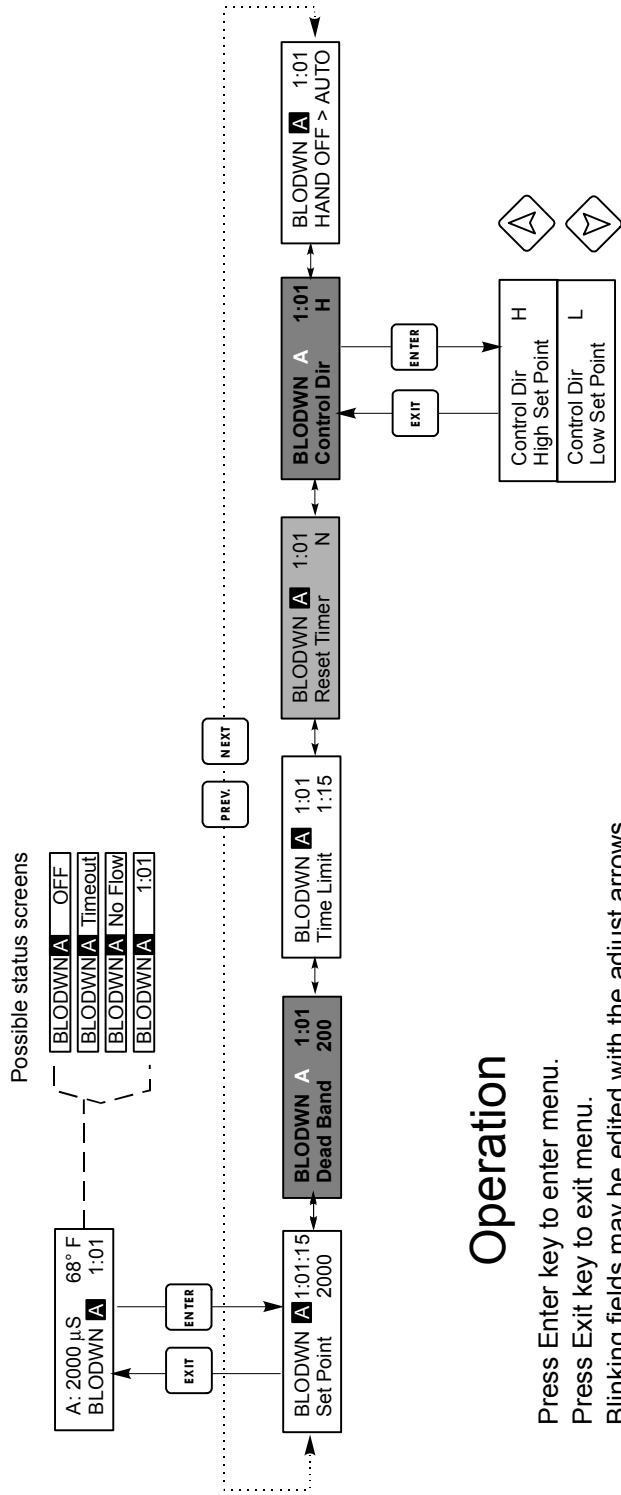 Possible status screens
A: 2000 µS 68° F
BLODWN A 1:01
BLODWN A OFF
BLODWN A Timeout
BLODWN A No Flow
BLODWN A 1:01
EXIT
ENTER
PREV.
NEXT
BLODWN A 1:01:15
Set Point 2000
BLODWN A 1:01
Dead Band 200
BLODWN A 1:01
Time Limit 1:15
BLODWN A 1:01
Reset Timer N
BLODWN A 1:01
Control Dir H
BLODWN A 1:01
HAND OFF > AUTO
EXIT
ENTER
Control Dir H
High Set Point
Control Dir L
Low Set Point
Operation
Press Enter key to enter menu.
Press Exit key to exit menu.
Blinking fields may be edited with the adjust arrows